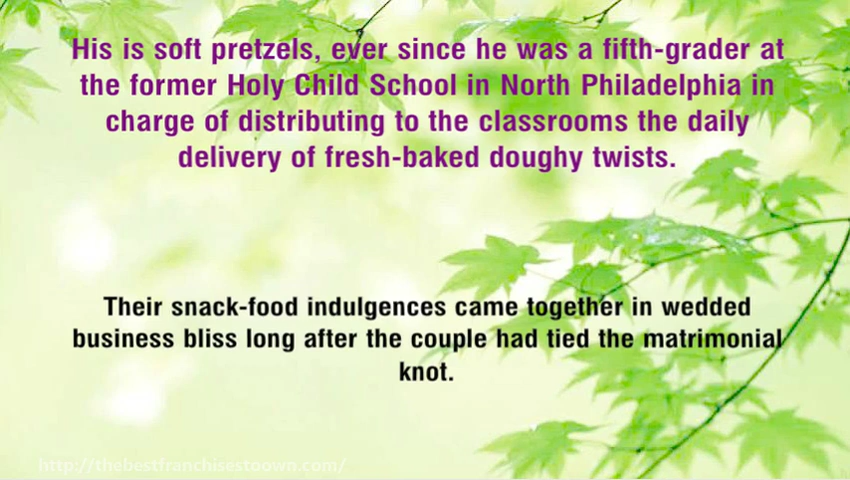 His is soft pretzels, ever since he was a fifth-grader at
the former Holy Child School in North Philadelphia in
charge of distributing to the classrooms the daily
delivery of fresh-baked doughy twists.
Their snack-food indulgences came together in wedded
business bliss long after the couple had tied the matrimonial
knot.
http://thebestfranchisestoown.com/